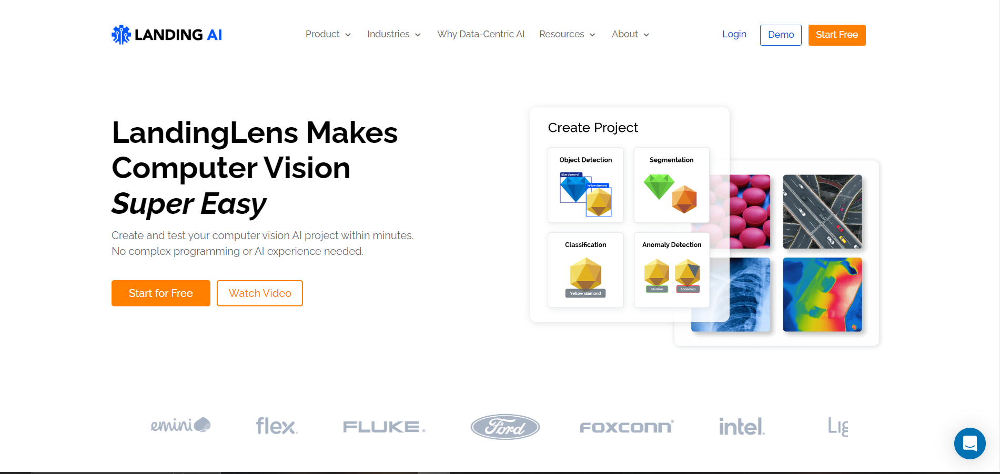 LANDING AI
Product
Industries
Why Data-Centric AI
Resources
About
Login
Demo
Start Free
LandingLens Makes
Computer Vision
Super Easy
Create and test your computer vision AI project within minutes.
No complex programming or AI experience needed.
Start for Free
Watch Video
Create Project
Object Detection
Blue diamond
Yellow diamond
Segmentation
Classification
Yellow diamond
Anomaly Detection
Normal
Abnormal
emini
flex
FLUKE®
Ford
FOXCONN®
intel